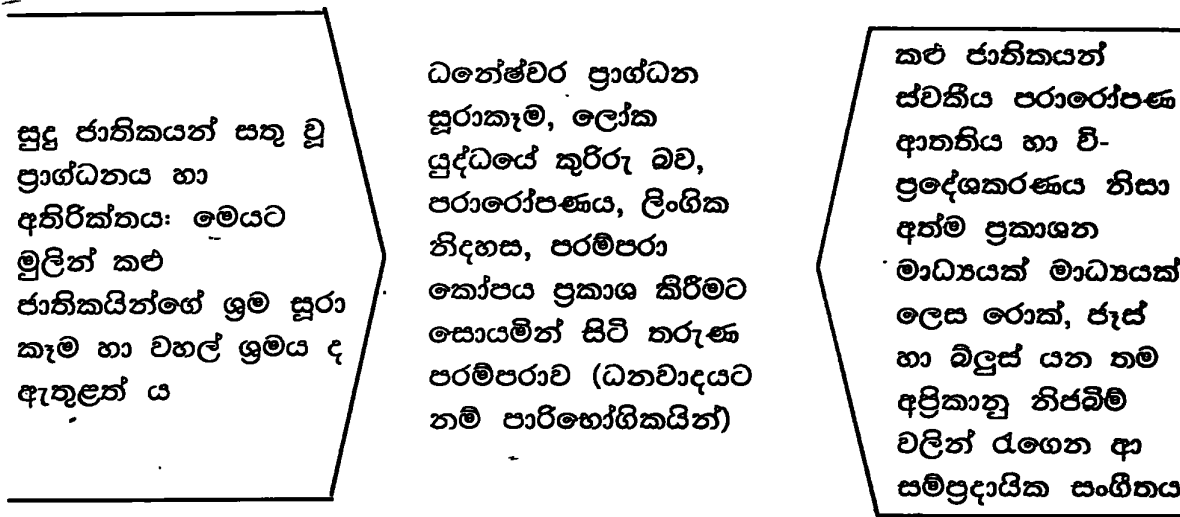 සුදු ජාතිකයන් සතු වූ
ප්‍රාග්ධනය හා
අතිරික්තය: මෙයට
මුලින් කළු
ජාතිකයින්ගේ ශ්‍රම සූරා
කෑම හා වහල් ශ්‍රමය ද
ඇතුළත් ය
ධනේෂ්වර ප්‍රාග්ධන
සූරාකෑම, ලෝක
යුද්ධයේ කුරිරු බව,
පරාරෝපණය, ලිංගික
නිදහස, පරම්පරා
කෝපය ප්‍රකාශ කිරීමට
සොයමින් සිටි තරුණ
පරම්පරාව (ධනවාදයට
නම් පාරිභෝගිකයින්)
කළු ජාතිකයන්
ස්වකීය පරාරෝපණ
ආතතිය හා වි-
ප්‍රදේශකරණය නිසා
අත්ම ප්‍රකාශන
මාධ්‍යයක් මාධ්‍යයක්
ලෙස රොක්, ජෑස්
හා බ්ලුස් යන තම
අප්‍රිකානු නිජබිම්
වලින් රැගෙන ආ
සම්ප්‍රදායික සංගීතය